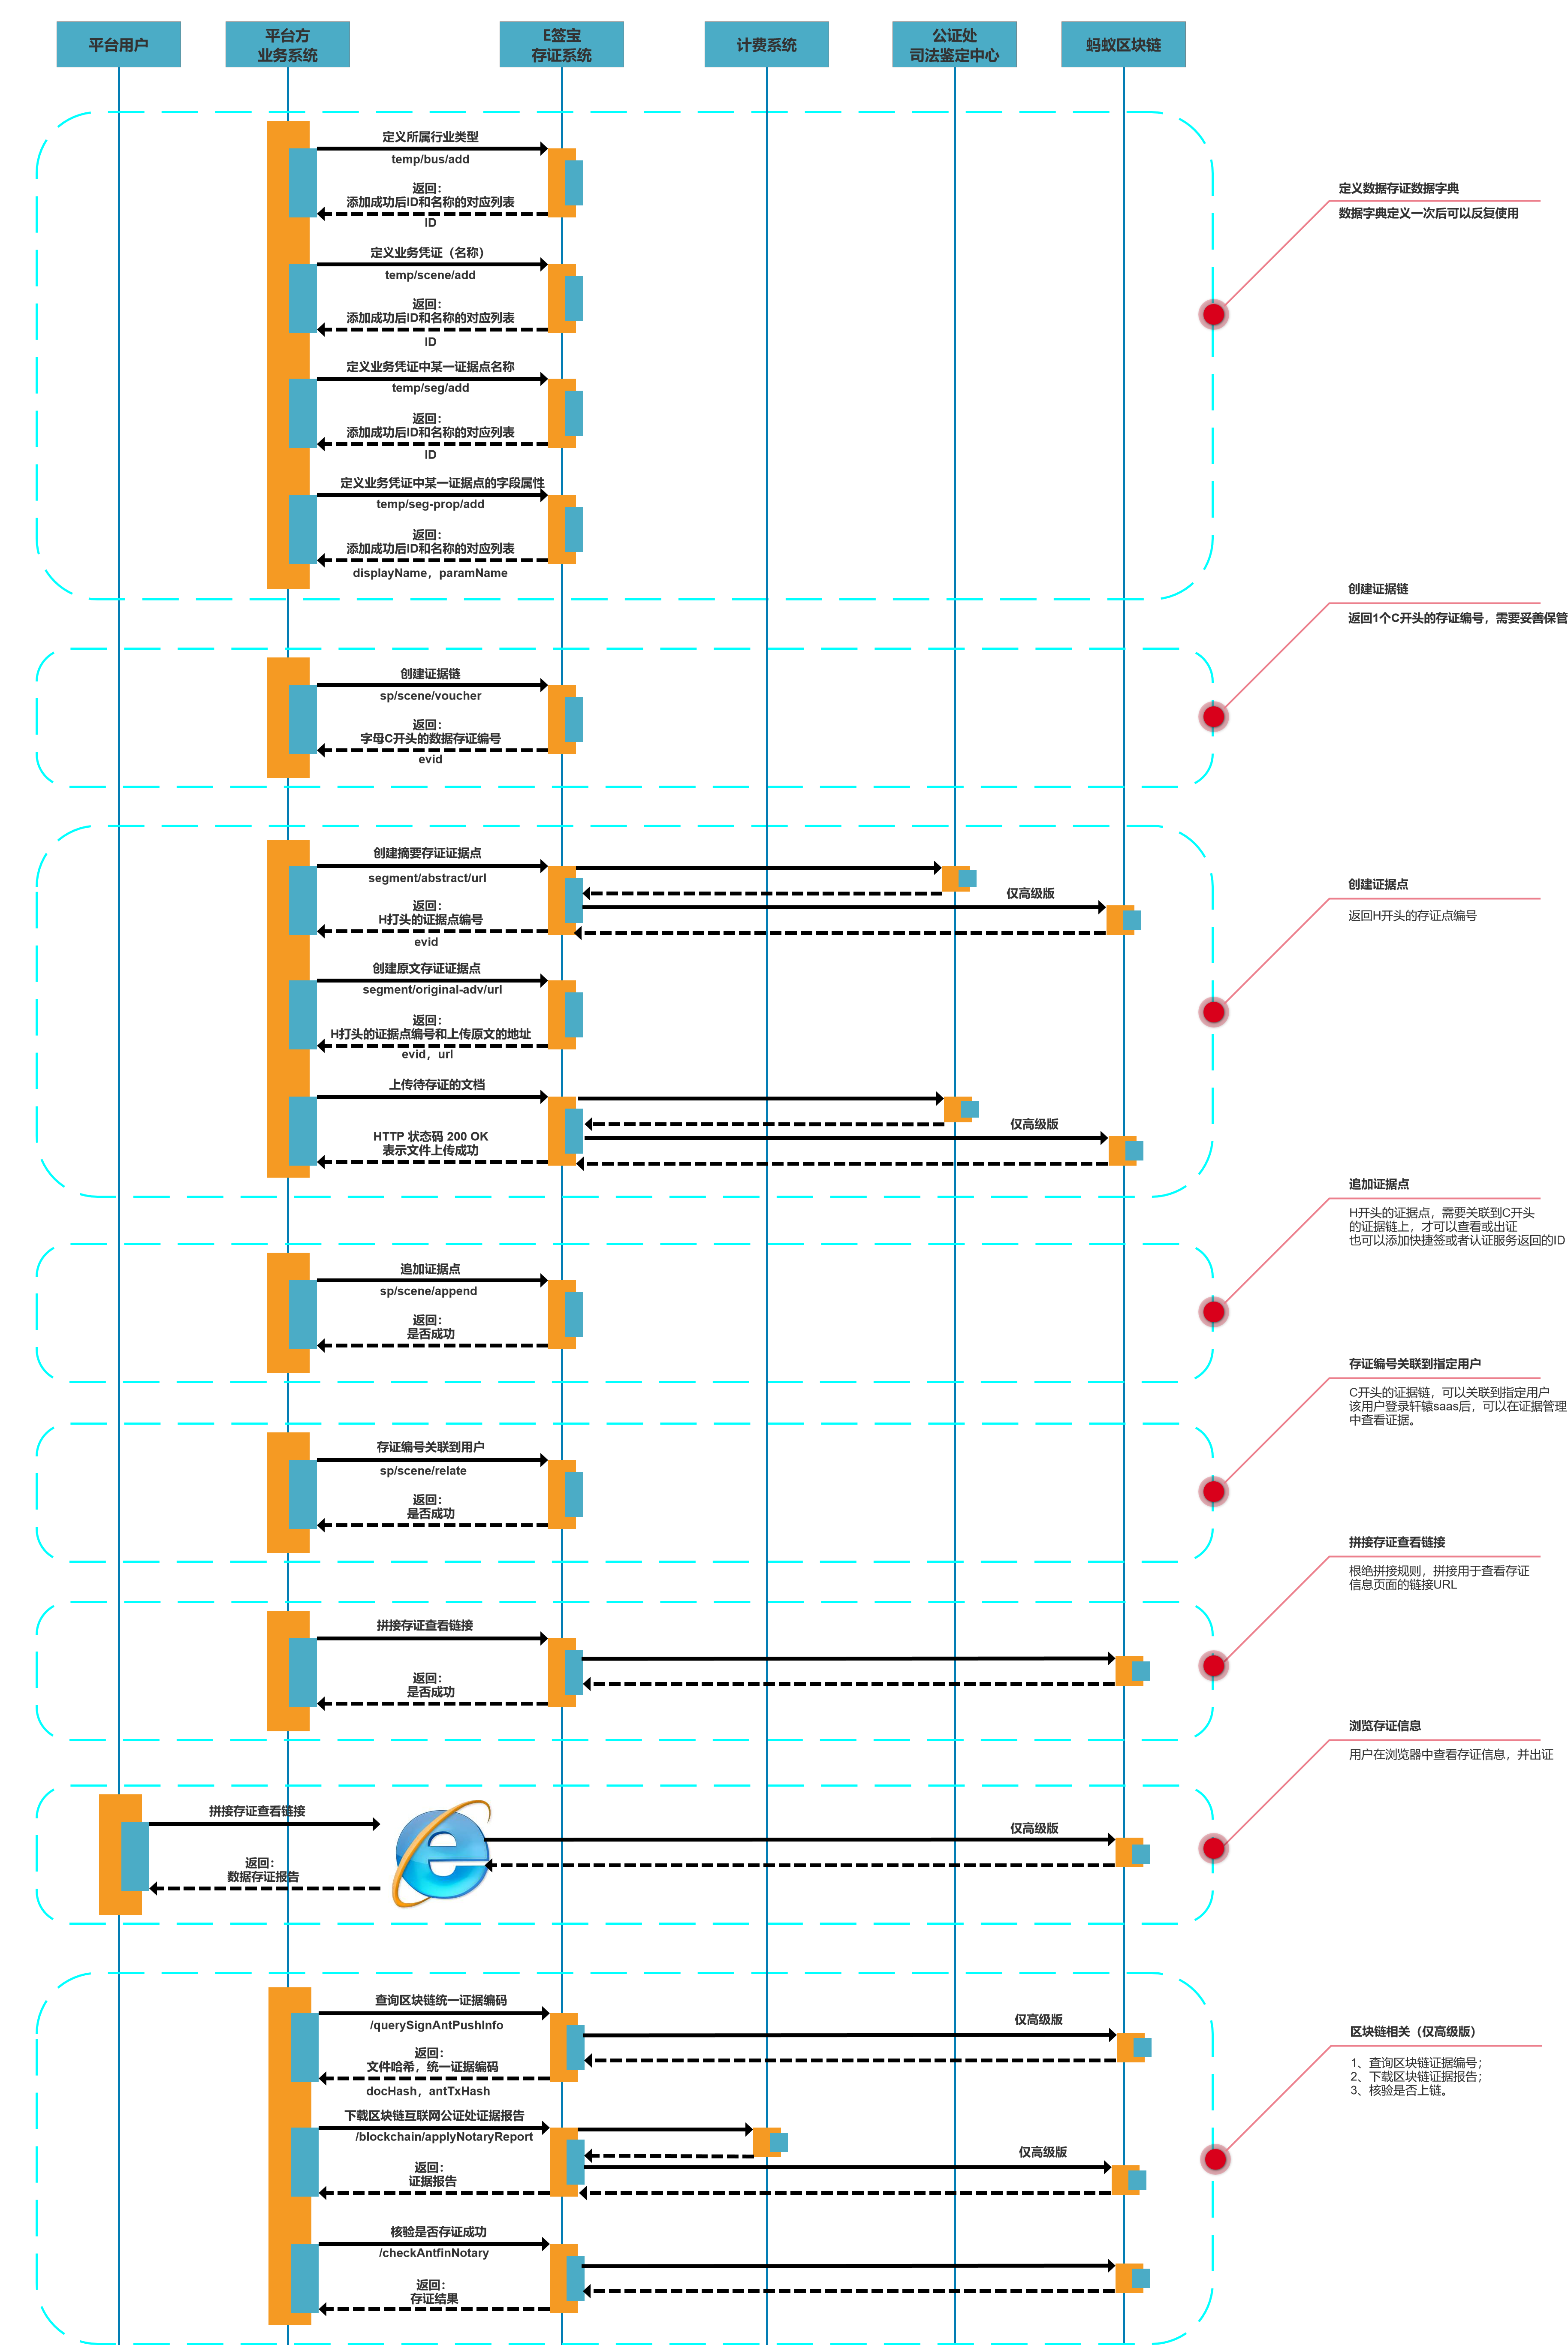 平台用户
平台方
业务系统
E签宝
存证系统
计费系统
公证处
司法鉴定中心
蚂蚁区块链
定义所属行业类型
temp/bus/add
返回：
添加成功后ID和名称的对应列表
ID
定义数据存证数据字典
数据字典定义一次后可以反复使用
定义业务凭证（名称）
temp/scene/add
返回：
添加成功后ID和名称的对应列表
ID
定义业务凭证中某一证据点名称
temp/seg/add
返回：
添加成功后ID和名称的对应列表
ID
定义业务凭证中某一证据点的字段属性
temp/seg-prop/add
返回：
添加成功后ID和名称的对应列表
displayName，paramName
创建证据链
返回1个C开头的存证编号，需要妥善保管
创建证据链
sp/scene/voucher
返回：
字母C开头的数据存证编号
evid
创建摘要存证证据点
segment/abstract/url
返回：
H打头的证据点编号
evid
仅高级版
创建证据点
返回H开头的存证点编号
创建原文存证证据点
segment/original-adv/url
返回：
H打头的证据点编号和上传原文的地址
evid，url
上传待存证的文档
HTTP 状态码 200 OK
表示文件上传成功
仅高级版
追加证据点
H开头的证据点，需要关联到C开头
的证据链上，才可以查看或出证
也可以添加快捷签或者认证服务返回的ID
追加证据点
sp/scene/append
返回：
是否成功
存证编号关联到指定用户
C开头的证据链，可以关联到指定用户
该用户登录轩辕saas后，可以在证据管理
中查看证据。
存证编号关联到用户
sp/scene/relate
返回：
是否成功
拼接存证查看链接
根绝拼接规则，拼接用于查看存证
信息页面的链接URL
拼接存证查看链接
返回：
是否成功
浏览存证信息
用户在浏览器中查看存证信息，并出证
拼接存证查看链接
返回：
数据存证报告
仅高级版
查询区块链统一证据编码
/querySignAntPushInfo
返回：
文件哈希，统一证据编码
docHash，antTxHash
仅高级版
区块链相关（仅高级版）
1、查询区块链证据编号；
2、下载区块链证据报告；
3、核验是否上链。
下载区块链互联网公证处证据报告
/blockchain/applyNotaryReport
返回：
证据报告
仅高级版
核验是否存证成功
/checkAntfinNotary
返回：
存证结果